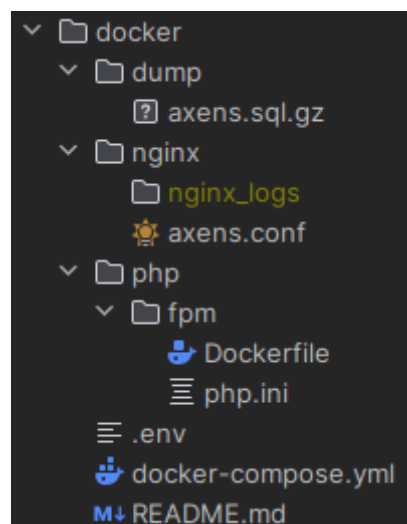 docker
dump
axens.sql.gz
nginx
nginx_logs
axens.conf
php
fpm
Dockerfile
php.ini
.env
docker-compose.yml
M↓ README.md